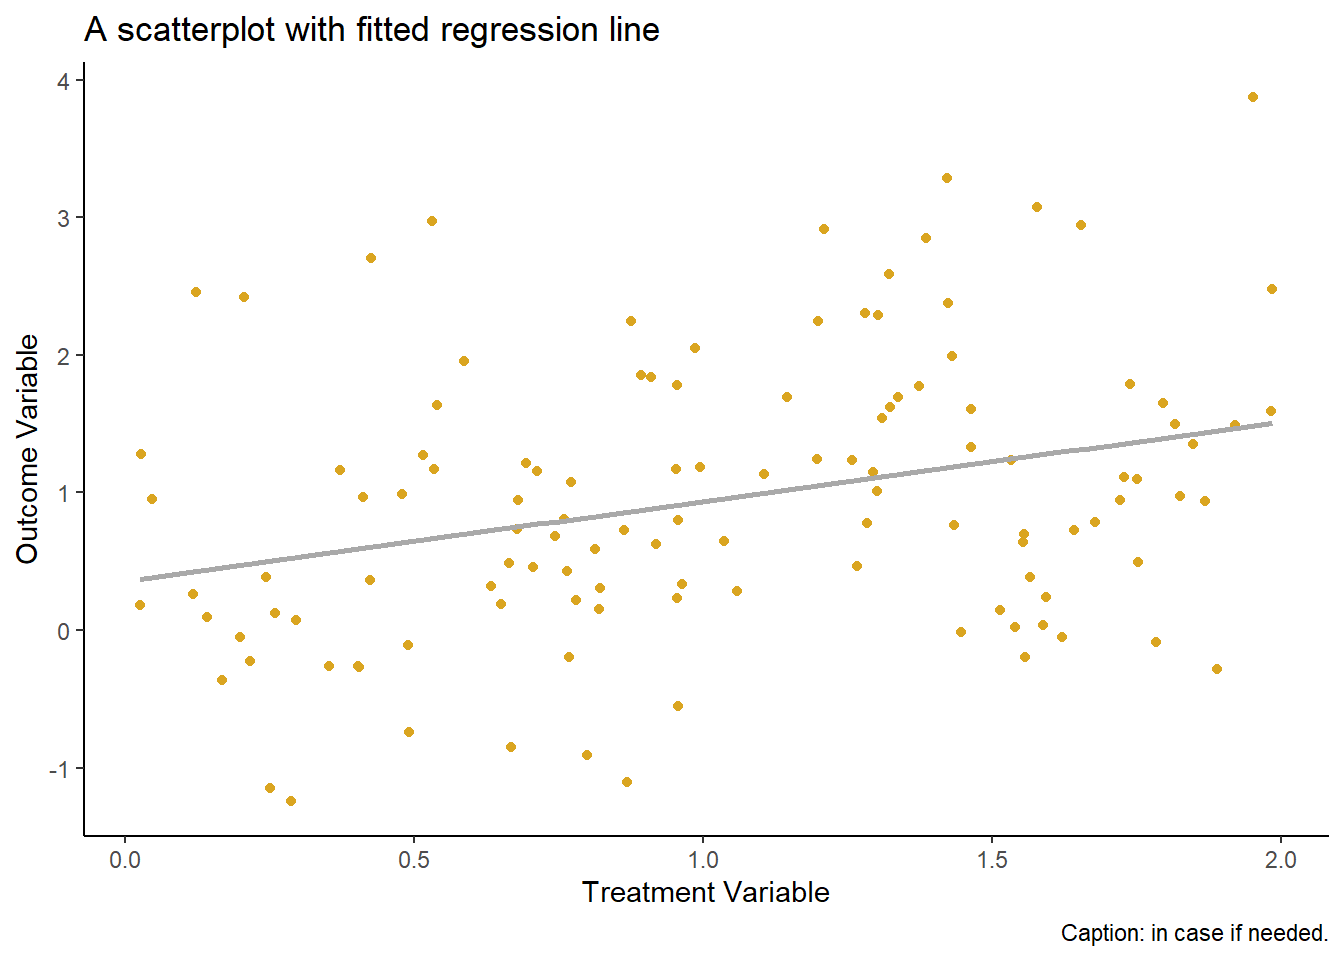 A scatterplot with fitted regression line
Outcome Variable
4
3
2
1
0
-1
0.0 0.5 1.0 1.5 2.0
Treatment Variable
Caption: in case if needed.